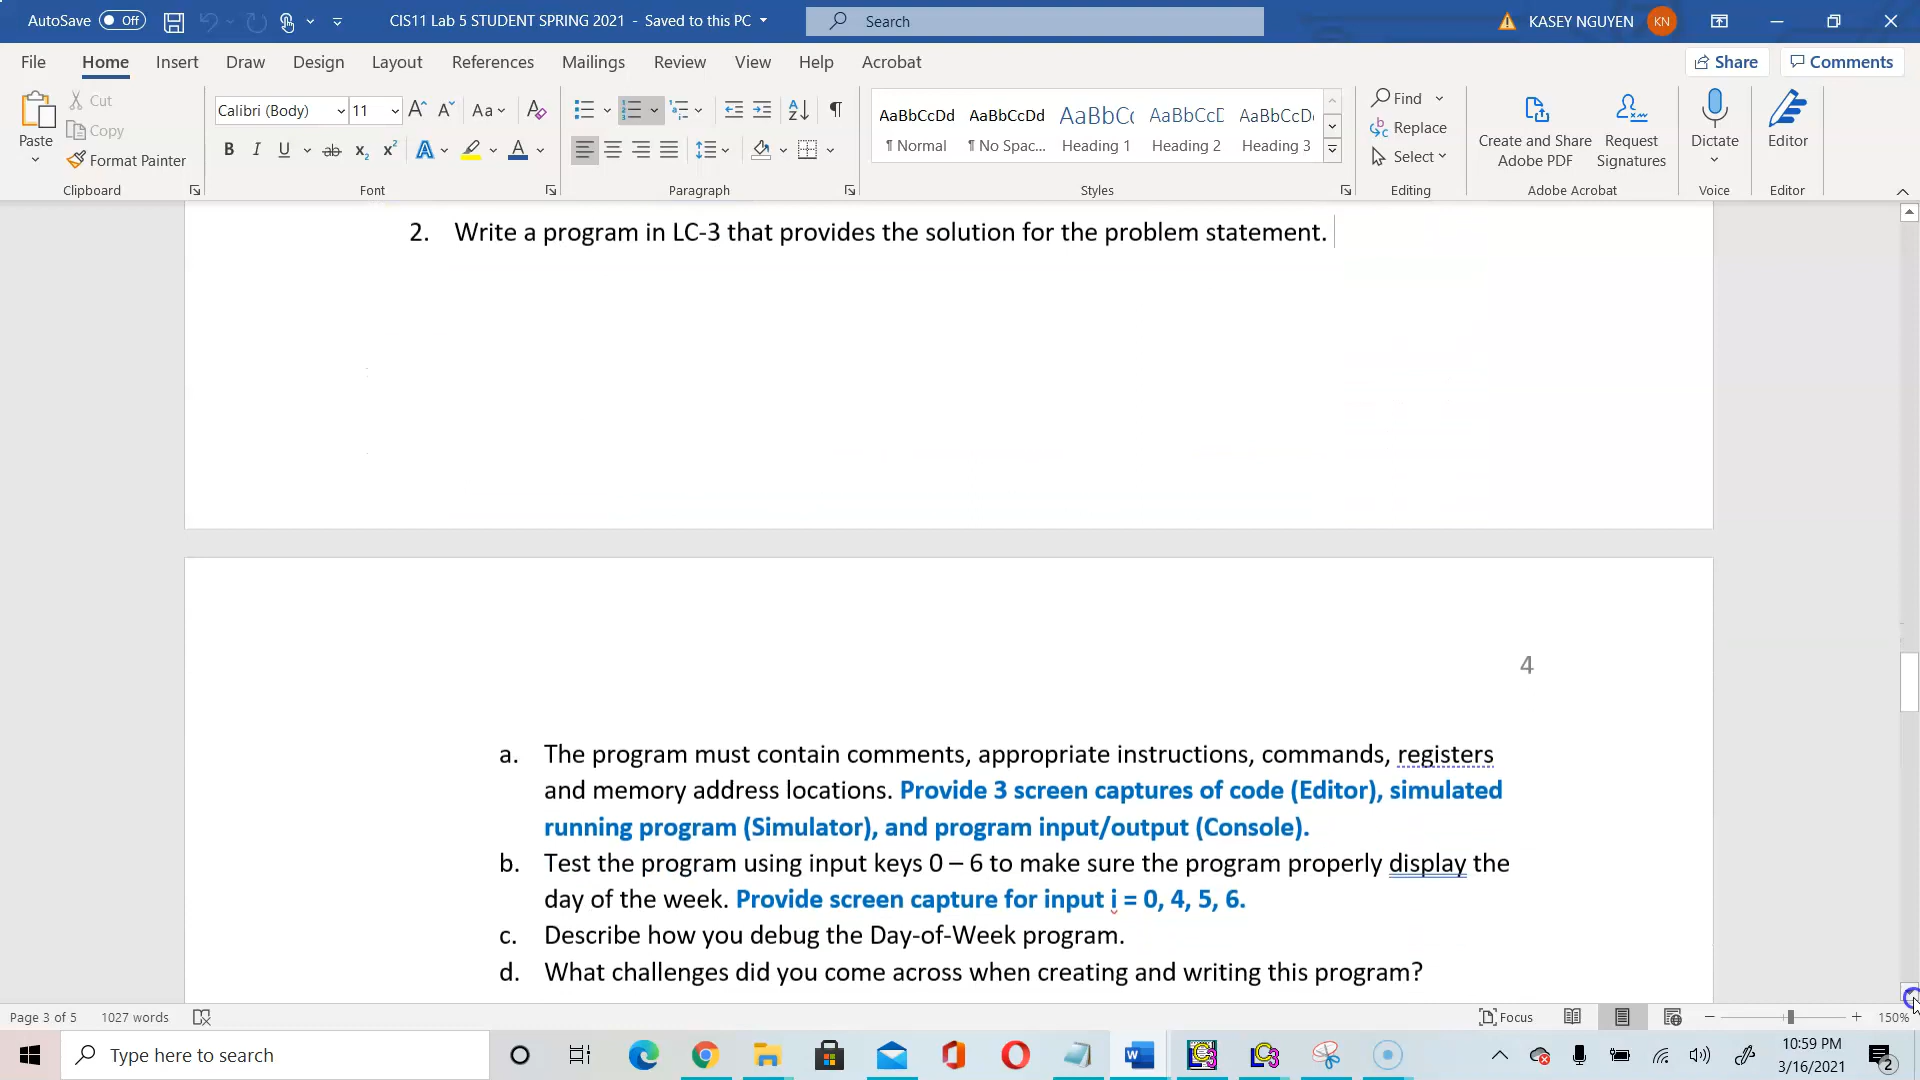 AutoSave Off CIS11 Lab 5 STUDENT SPRING 2021 - Saved to this PC Search KASEY NGUYEN KN
File Home Insert Draw Design Layout References Mailings Review View Help Acrobat Share Comments
Paste Cut Copy Format Painter
Calibri (Body) 11 Aa
B I U ab x₂ x² A A
AaBbCcDd AaBbCcDd AaBbCc AaBbCcD AaBbCcD
¶ Normal ¶ No Spac... Heading 1 Heading 2 Heading 3
Find Replace Select
Create and Share Adobe PDF Request Signatures Dictate Editor
Clipboard Font Paragraph Styles Editing Adobe Acrobat Voice Editor
2. Write a program in LC-3 that provides the solution for the problem statement.
4
a. The program must contain comments, appropriate instructions, commands, registers
and memory address locations. Provide 3 screen captures of code (Editor), simulated
running program (Simulator), and program input/output (Console).
b. Test the program using input keys 0 – 6 to make sure the program properly display the
day of the week. Provide screen capture for input i = 0, 4, 5, 6.
c. Describe how you debug the Day-of-Week program.
d. What challenges did you come across when creating and writing this program?
Page 3 of 5 1027 words Focus 150%
Type here to search 10:59 PM
3/16/2021 2